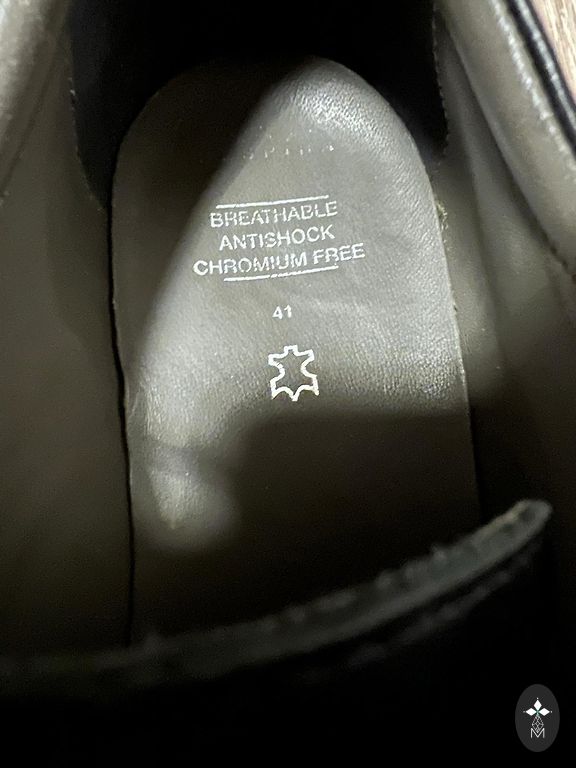 BREATHABLE
ANTISHOCK
CHROMIUM FREE
41